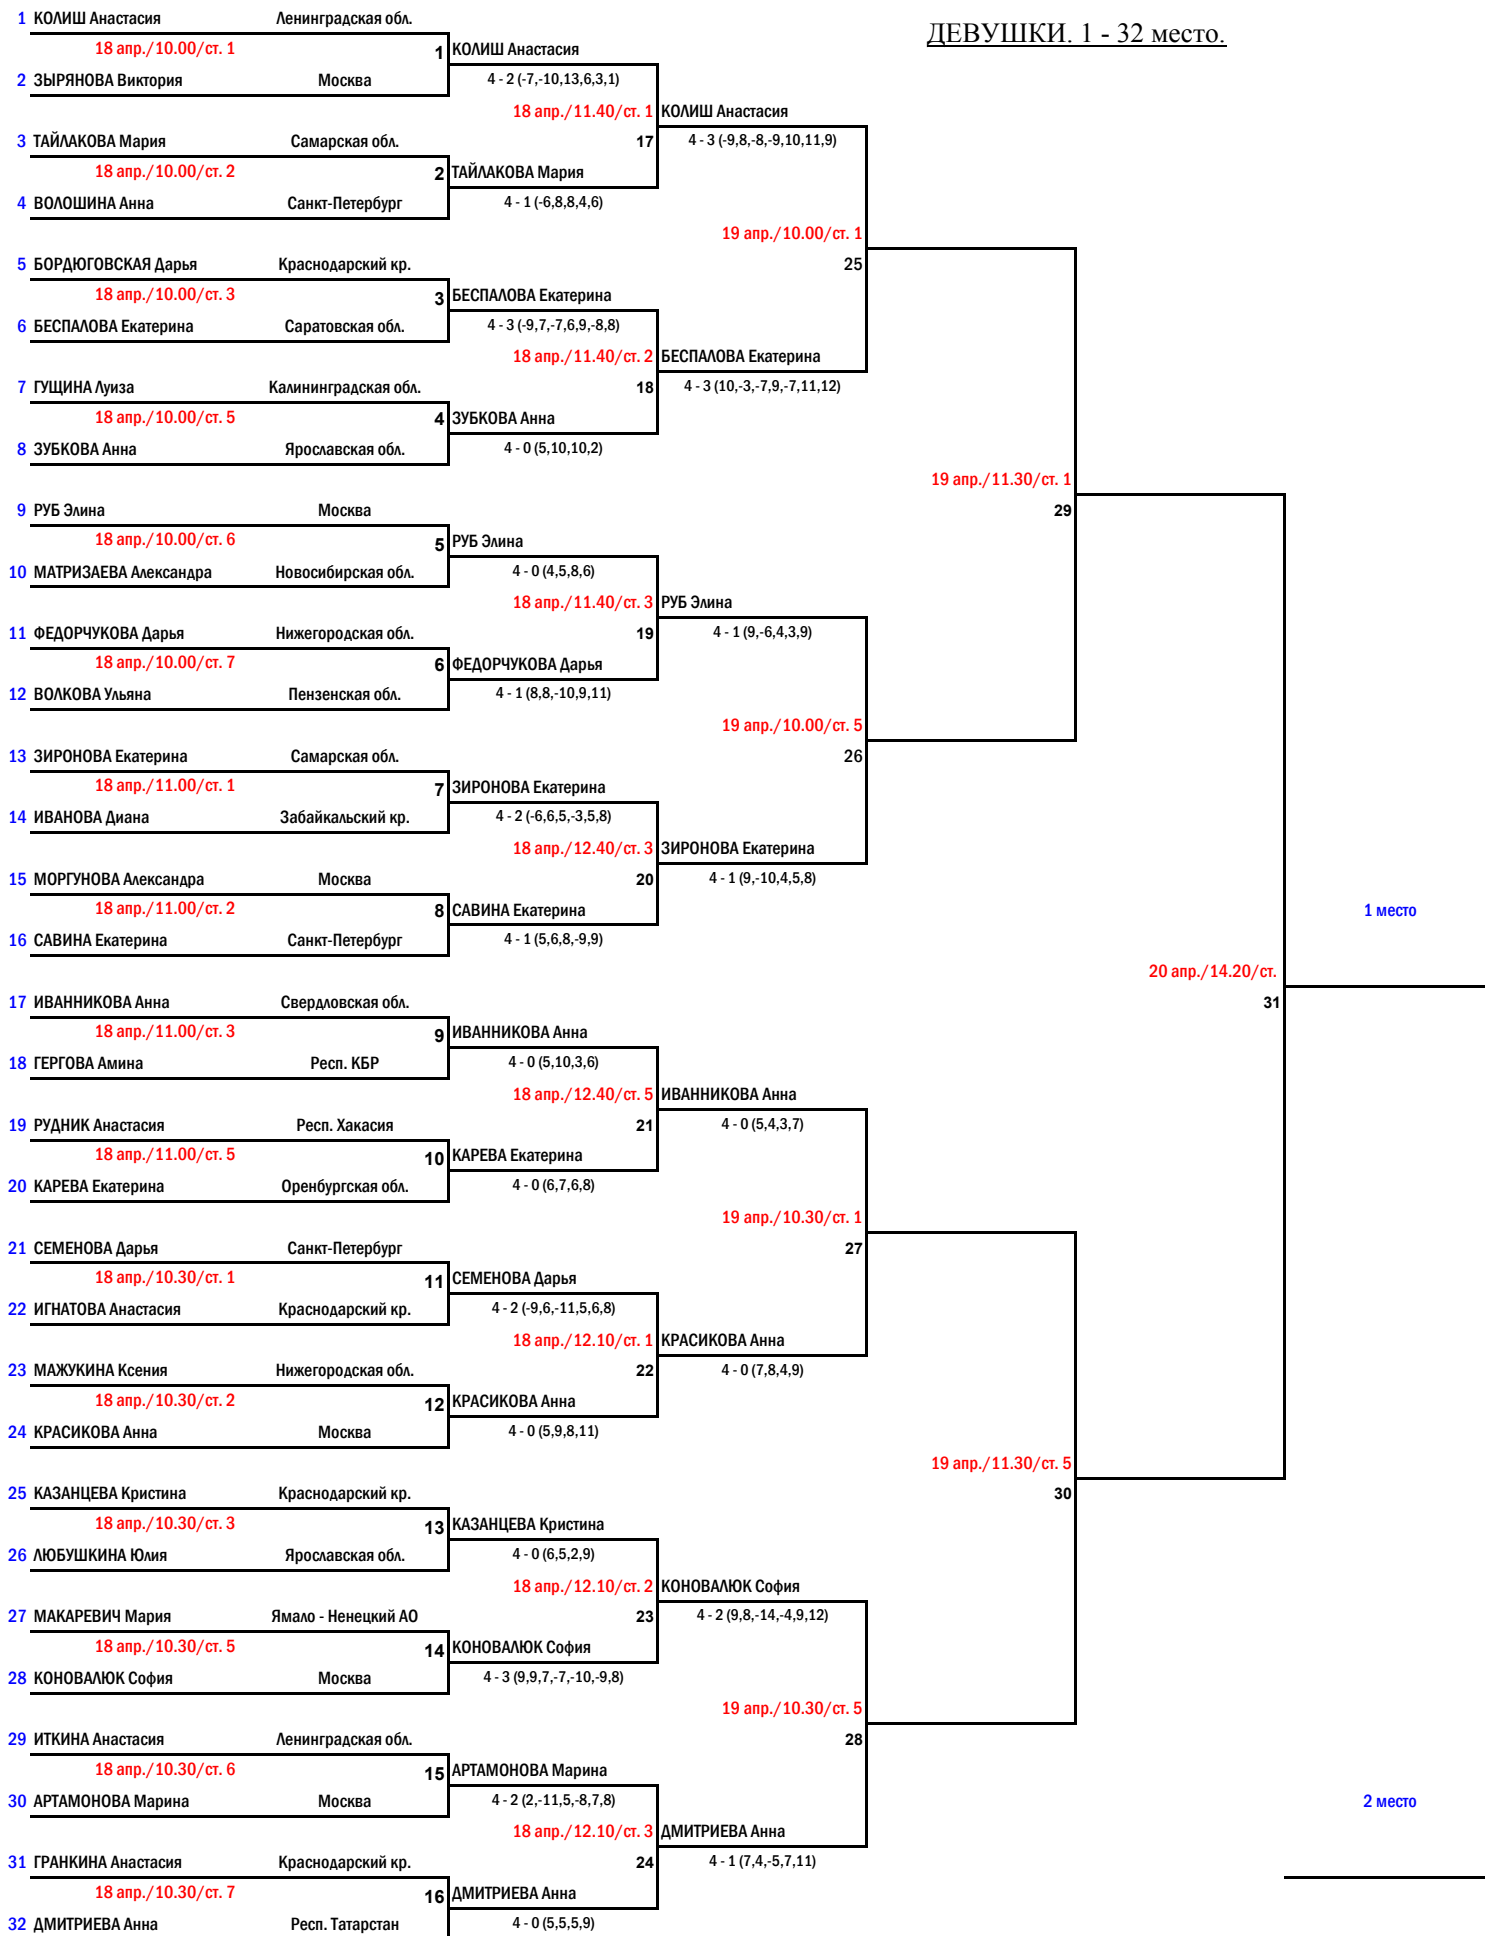 ДЕВУШКИ. 1 - 32 место.
1 КОЛИШ Анастасия Ленинградская обл.
18 апр./10.00/ст. 1 1 КОЛИШ Анастасия
2 ЗЫРЯНОВА Виктория Москва 4 - 2 (-7,-10,13,6,3,1)
18 апр./11.40/ст. 1 КОЛИШ Анастасия
3 ТАЙЛАКОВА Мария Самарская обл. 17 4 - 3 (-9,8,-8,-9,10,11,9)
18 апр./10.00/ст. 2 2 ТАЙЛАКОВА Мария
4 ВОЛОШИНА Анна Санкт-Петербург 4 - 1 (-6,8,8,4,6)
19 апр./10.00/ст. 1
5 БОРДЮГОВСКАЯ Дарья Краснодарский кр. 25
18 апр./10.00/ст. 3 3 БЕСПАЛОВА Екатерина
6 БЕСПАЛОВА Екатерина Саратовская обл. 4 - 3 (-9,7,-7,6,9,-8,8)
18 апр./11.40/ст. 2 БЕСПАЛОВА Екатерина
7 ГУЩИНА Луиза Калининградская обл. 18 4 - 3 (10,-3,-7,9,-7,11,12)
18 апр./10.00/ст. 5 4 ЗУБКОВА Анна
8 ЗУБКОВА Анна Ярославская обл. 4 - 0 (5,10,10,2)
19 апр./11.30/ст. 1
9 РУБ Элина Москва 29
18 апр./10.00/ст. 6 5 РУБ Элина
10 МАТРИЗАЕВА Александра Новосибирская обл. 4 - 0 (4,5,8,6)
18 апр./11.40/ст. 3 РУБ Элина
11 ФЕДОРЧУКОВА Дарья Нижегородская обл. 19 4 - 1 (9,-6,4,3,9)
18 апр./10.00/ст. 7 6 ФЕДОРЧУКОВА Дарья
12 ВОЛКОВА Ульяна Пензенская обл. 4 - 1 (8,8,-10,9,11)
19 апр./10.00/ст. 5
13 ЗИРОНОВА Екатерина Самарская обл. 26
18 апр./11.00/ст. 1 7 ЗИРОНОВА Екатерина
14 ИВАНОВА Диана Забайкальский кр. 4 - 2 (-6,6,5,-3,5,8)
18 апр./12.40/ст. 3 ЗИРОНОВА Екатерина
15 МОРГУНОВА Александра Москва 20 4 - 1 (9,-10,4,5,8)
18 апр./11.00/ст. 2 8 САВИНА Екатерина 1 место
16 САВИНА Екатерина Санкт-Петербург 4 - 1 (5,6,8,-9,9)
20 апр./14.20/ст.
17 ИВАННИКОВА Анна Свердловская обл. 31
18 апр./11.00/ст. 3 9 ИВАННИКОВА Анна
18 ГЕРГОВА Амина Респ. КБР 4 - 0 (5,10,3,6)
18 апр./12.40/ст. 5 ИВАННИКОВА Анна
19 РУДНИК Анастасия Респ. Хакасия 21 4 - 0 (5,4,3,7)
18 апр./11.00/ст. 5 10 КАРЕВА Екатерина
20 КАРЕВА Екатерина Оренбургская обл. 4 - 0 (6,7,6,8)
19 апр./10.30/ст. 1
21 СЕМЕНОВА Дарья Санкт-Петербург 27
18 апр./10.30/ст. 1 11 СЕМЕНОВА Дарья
22 ИГНАТОВА Анастасия Краснодарский кр. 4 - 2 (-9,6,-11,5,6,8)
18 апр./12.10/ст. 1 КРАСИКОВА Анна
23 МАЖУКИНА Ксения Нижегородская обл. 22 4 - 0 (7,8,4,9)
18 апр./10.30/ст. 2 12 КРАСИКОВА Анна
24 КРАСИКОВА Анна Москва 4 - 0 (5,9,8,11)
19 апр./11.30/ст. 5
25 КАЗАНЦЕВА Кристина Краснодарский кр. 30
18 апр./10.30/ст. 3 13 КАЗАНЦЕВА Кристина
26 ЛЮБУШКИНА Юлия Ярославская обл. 4 - 0 (6,5,2,9)
18 апр./12.10/ст. 2 КОНОВАЛЮК София
27 МАКАРЕВИЧ Мария Ямало - Ненецкий АО 23 4 - 2 (9,8,-14,-4,9,12)
18 апр./10.30/ст. 5 14 КОНОВАЛЮК София
28 КОНОВАЛЮК София Москва 4 - 3 (9,9,7,-7,-10,-9,8)
19 апр./10.30/ст. 5
29 ИТКИНА Анастасия Ленинградская обл. 28
18 апр./10.30/ст. 6 15 АРТАМОНОВА Марина
30 АРТАМОНОВА Марина Москва 4 - 2 (2,-11,5,-8,7,8) 2 место
18 апр./12.10/ст. 3 ДМИТРИЕВА Анна
31 ГРАНКИНА Анастасия Краснодарский кр. 24 4 - 1 (7,4,-5,7,11)
18 апр./10.30/ст. 7 16 ДМИТРИЕВА Анна
32 ДМИТРИЕВА Анна Респ. Татарстан 4 - 0 (5,5,5,9)